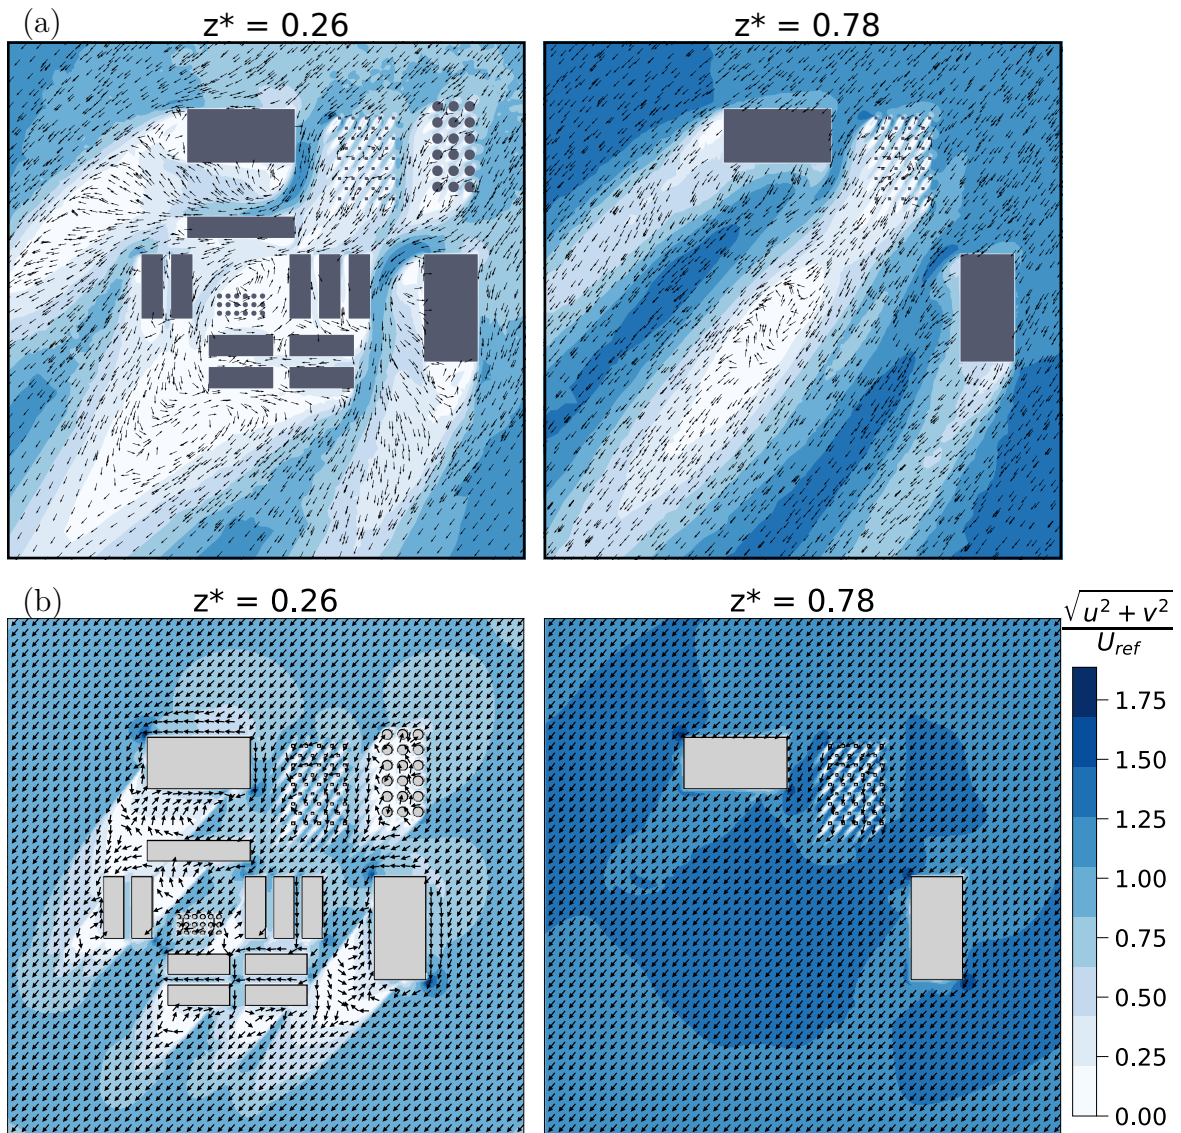 (a)
z* = 0.26
z* = 0.78
(b)
z* = 0.26
z* = 0.78
√u² + v²
U_ref
1.75
1.50
1.25
1.00
0.75
0.50
0.25
0.00